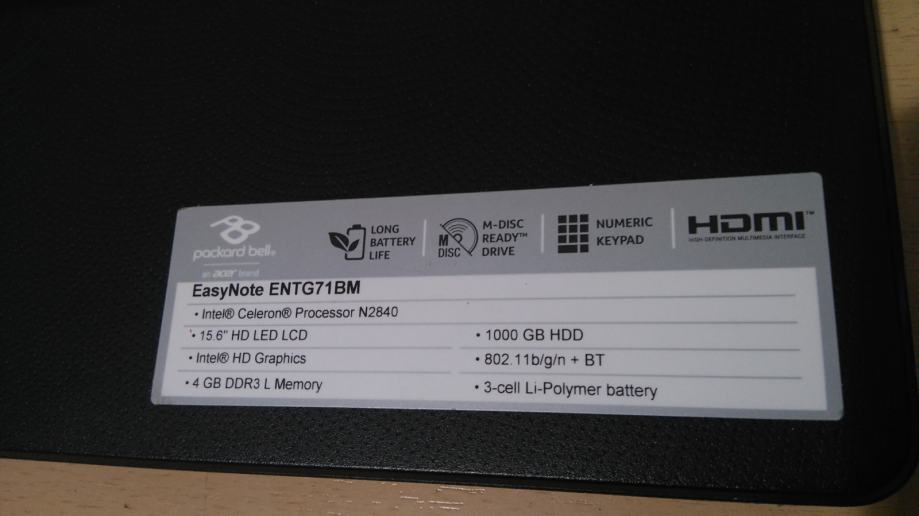 packard bell®
an acer brand
LONG
BATTERY
LIFE
M
DISC
M-DISC
READY™
DRIVE
NUMERIC
KEYPAD
HDMI™
HIGH-DEFINITION MULTIMEDIA INTERFACE
EasyNote ENTG71BM
• Intel® Celeron® Processor N2840
• 15.6" HD LED LCD
• 1000 GB HDD
• Intel® HD Graphics
• 802.11b/g/n + BT
• 4 GB DDR3 L Memory
• 3-cell Li-Polymer battery